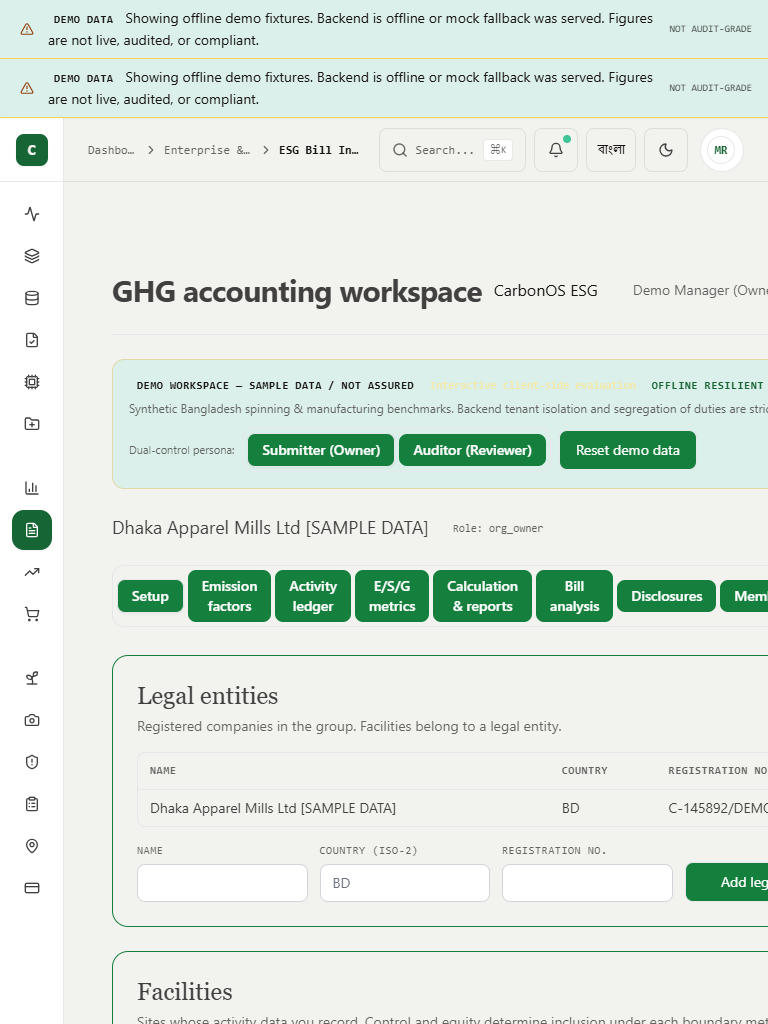 DEMO DATA Showing offline demo fixtures. Backend is offline or mock fallback was served. Figures
are not live, audited, or compliant.
NOT AUDIT-GRADE
DEMO DATA Showing offline demo fixtures. Backend is offline or mock fallback was served. Figures
are not live, audited, or compliant.
NOT AUDIT-GRADE
C
Dashbo… > Enterprise &… > ESG Bill In…
Search... ⌘K
বাংলা
MR
GHG accounting workspace CarbonOS ESG Demo Manager (Owne
DEMO WORKSPACE — SAMPLE DATA / NOT ASSURED Interactive client-side evaluation OFFLINE RESILIENT
Synthetic Bangladesh spinning & manufacturing benchmarks. Backend tenant isolation and segregation of duties are stric
Dual-control persona: Submitter (Owner) Auditor (Reviewer) Reset demo data
Dhaka Apparel Mills Ltd [SAMPLE DATA] Role: org_owner
Setup
Emission
factors
Activity
ledger
E/S/G
metrics
Calculation
& reports
Bill
analysis
Disclosures
Mem
Legal entities
Registered companies in the group. Facilities belong to a legal entity.
NAME COUNTRY REGISTRATION NO
Dhaka Apparel Mills Ltd [SAMPLE DATA] BD C-145892/DEMO
NAME COUNTRY (ISO-2) REGISTRATION NO.
BD
Add leg
Facilities
Sites whose activity data you record. Control and equity determine inclusion under each boundary met